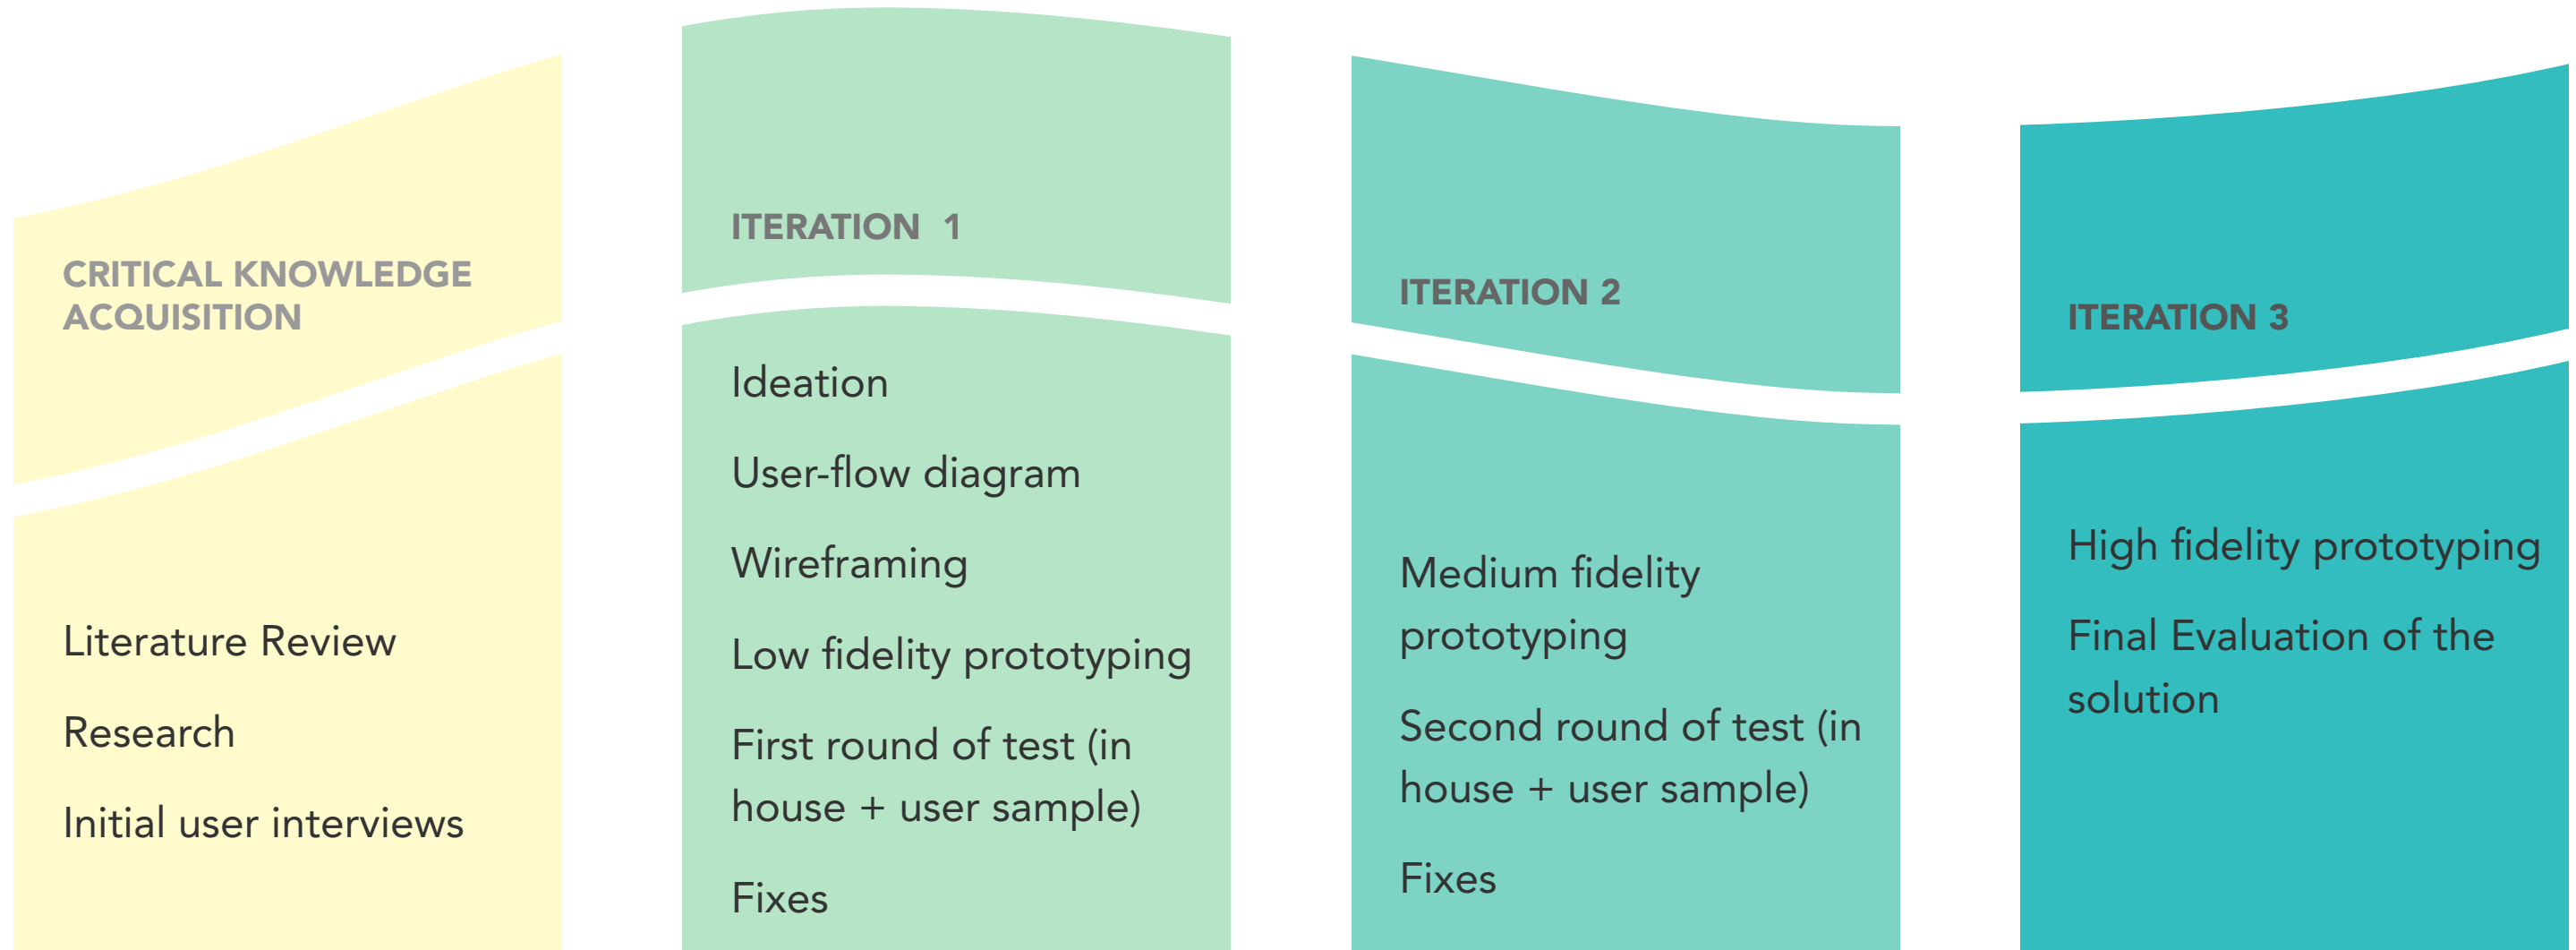 CRITICAL KNOWLEDGE
ACQUISITION
Literature Review
Research
Initial user interviews
ITERATION 1
Ideation
User-flow diagram
Wireframing
Low fidelity prototyping
First round of test (in
house + user sample)
Fixes
ITERATION 2
Medium fidelity
prototyping
Second round of test (in
house + user sample)
Fixes
ITERATION 3
High fidelity prototyping
Final Evaluation of the
solution